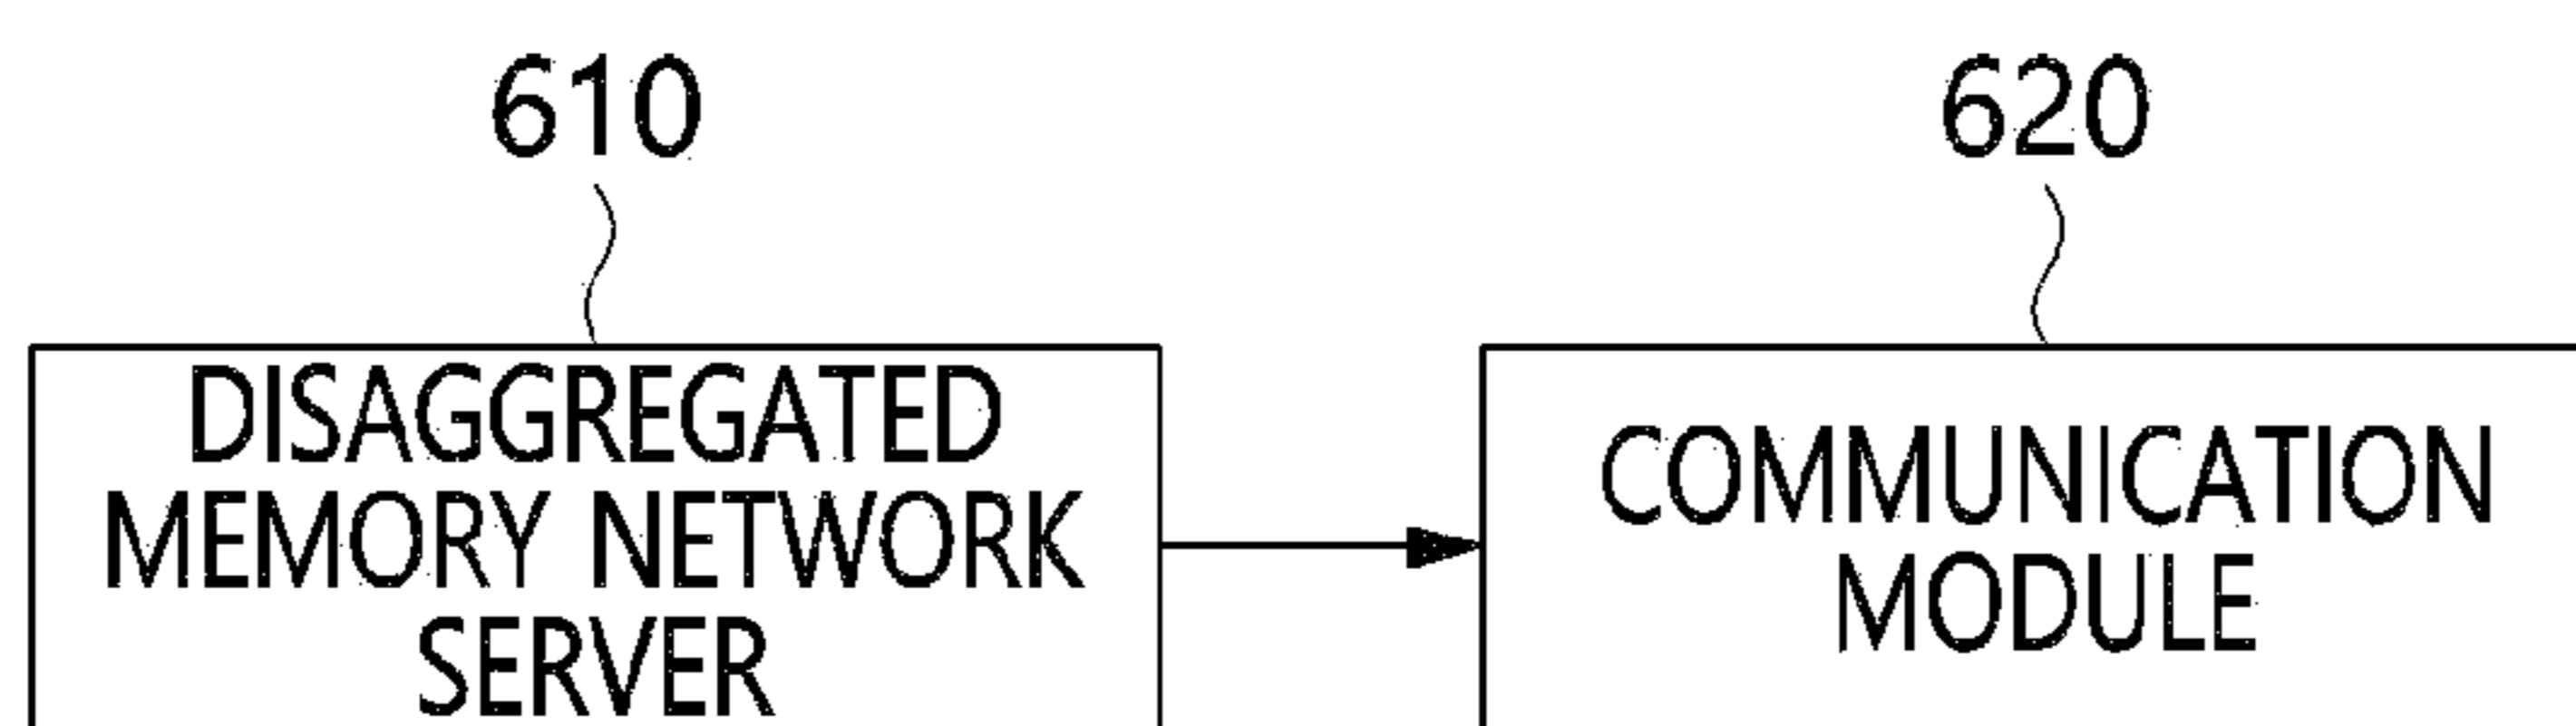 610
620
DISAGGREGATED
MEMORY NETWORK
SERVER
COMMUNICATION
MODULE